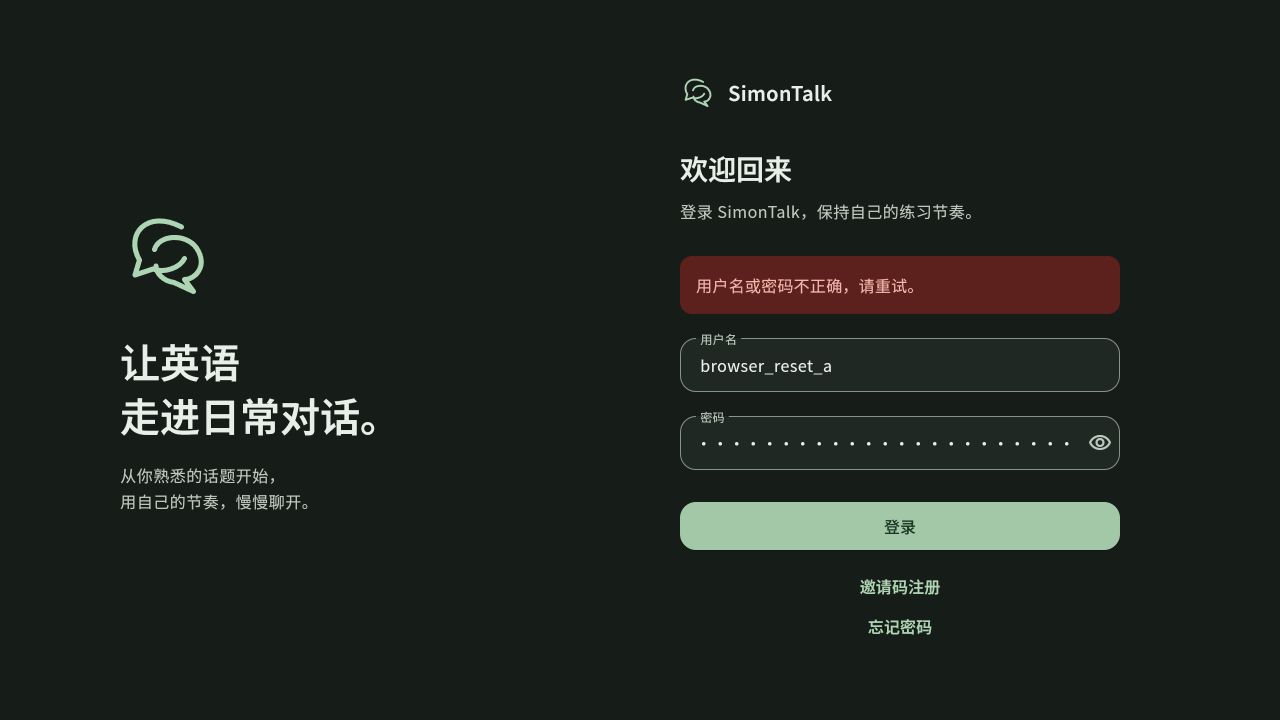 让英语
走进日常对话。
从你熟悉的话题开始，
用自己的节奏，慢慢聊开。
SimonTalk
欢迎回来
登录 SimonTalk，保持自己的练习节奏。
用户名或密码不正确，请重试。
用户名
browser_reset_a
密码
•••••••••••••••••••••••
登录
邀请码注册
忘记密码